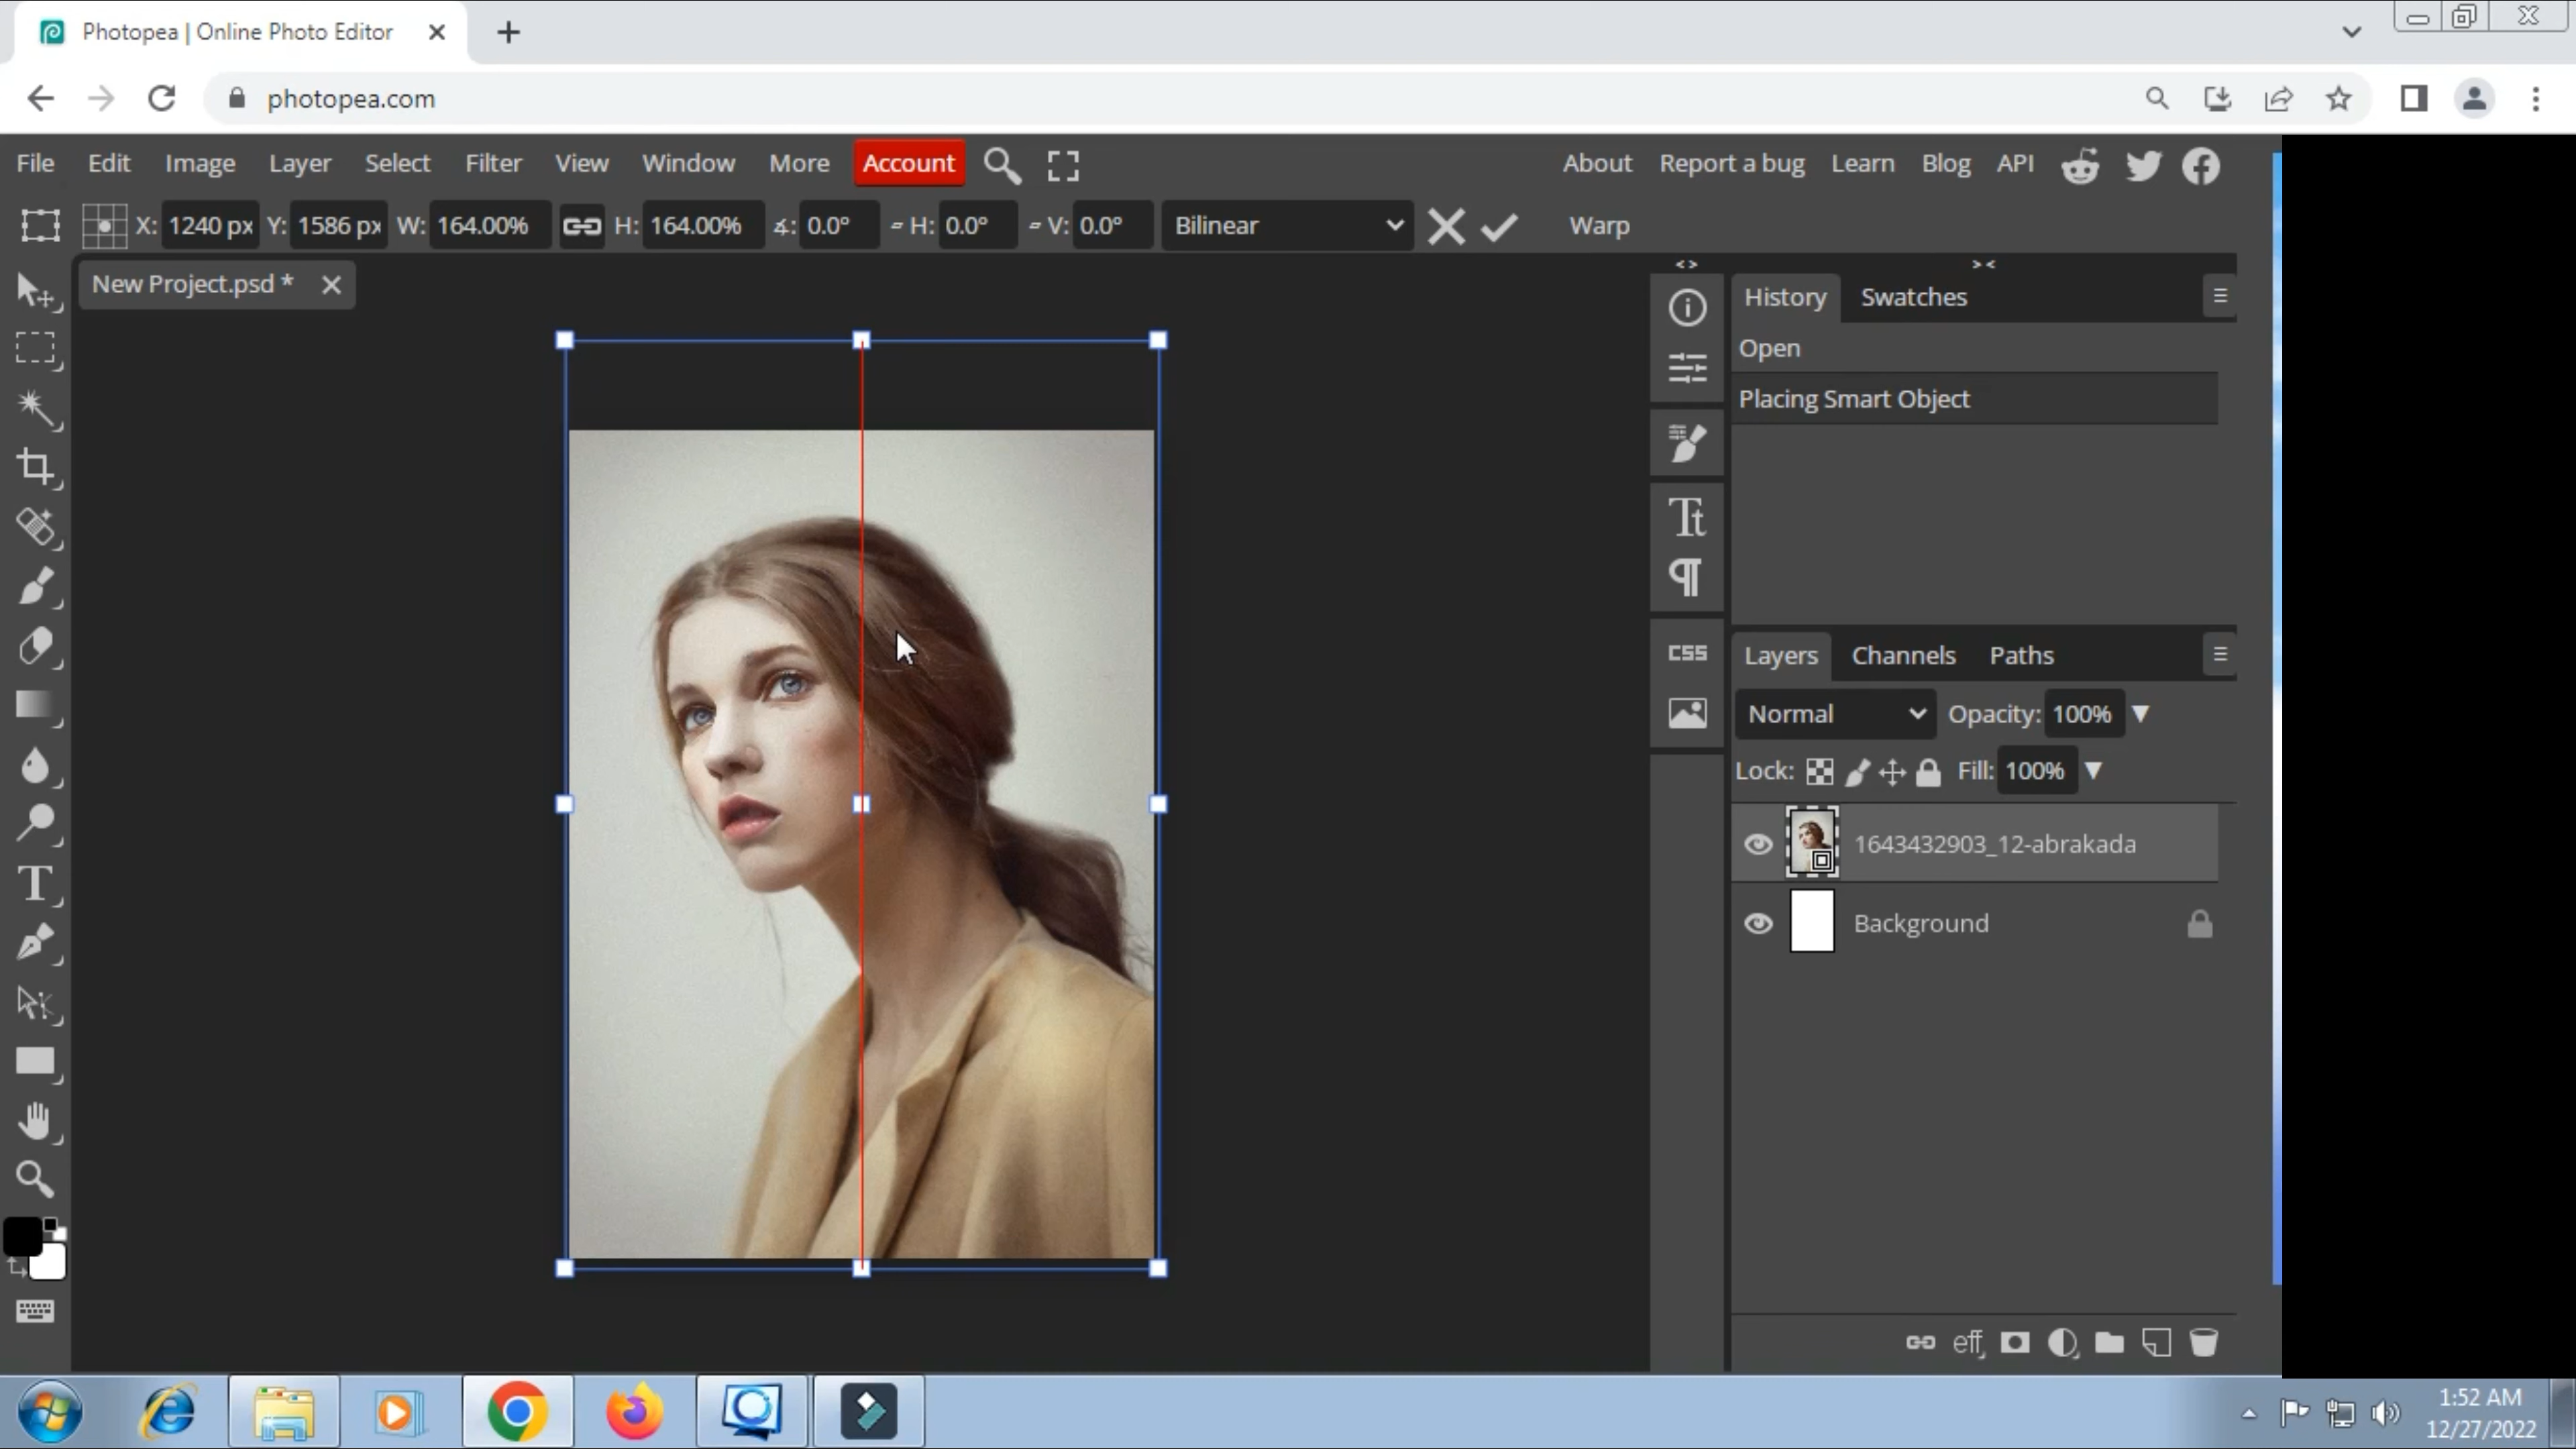 Photopea | Online Photo Editor
photopea.com
File Edit Image Layer Select Filter View Window More Account About Report a bug Learn Blog API
X: 1240 px Y: 1586 px W: 164.00% H: 164.00% ∡: 0.0° H: 0.0° V: 0.0° Bilinear Warp
New Project.psd *
History Swatches
Open
Placing Smart Object
CSS
Layers Channels Paths
Normal Opacity: 100%
Lock: Fill: 100%
1643432903_12-abrakada
Background
eff
1:52 AM
12/27/2022